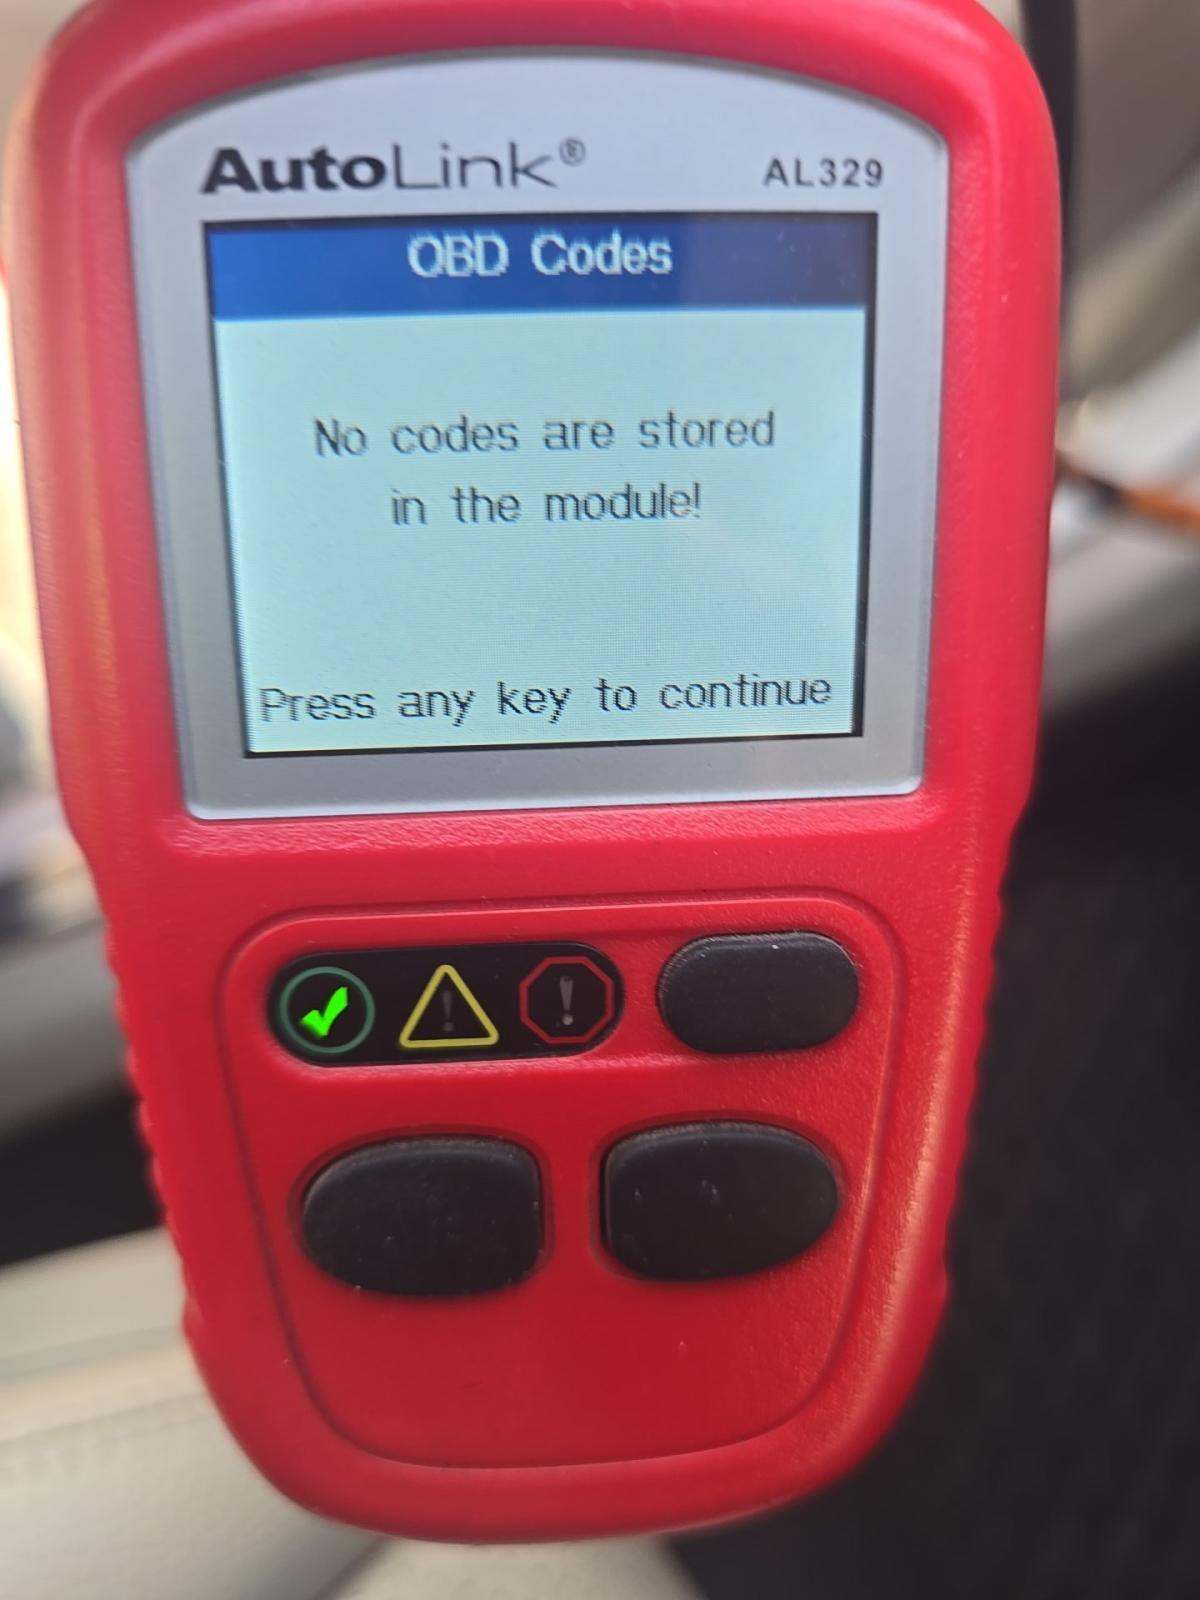 AutoLink®
AL329
OBD Codes
No codes are stored
in the module!
Press any key to continue